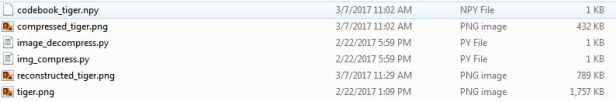 codebook_tiger.npy 3/7/2017 11:02 AM NPY File 1 KB
compressed_tiger.png 3/7/2017 11:02 AM PNG image 432 KB
image_decompress.py 2/22/2017 5:59 PM PY File 1 KB
img_compress.py 2/22/2017 5:59 PM PY File 1 KB
reconstructed_tiger.png 3/7/2017 11:29 AM PNG image 789 KB
tiger.png 2/22/2017 1:09 PM PNG image 1,757 KB